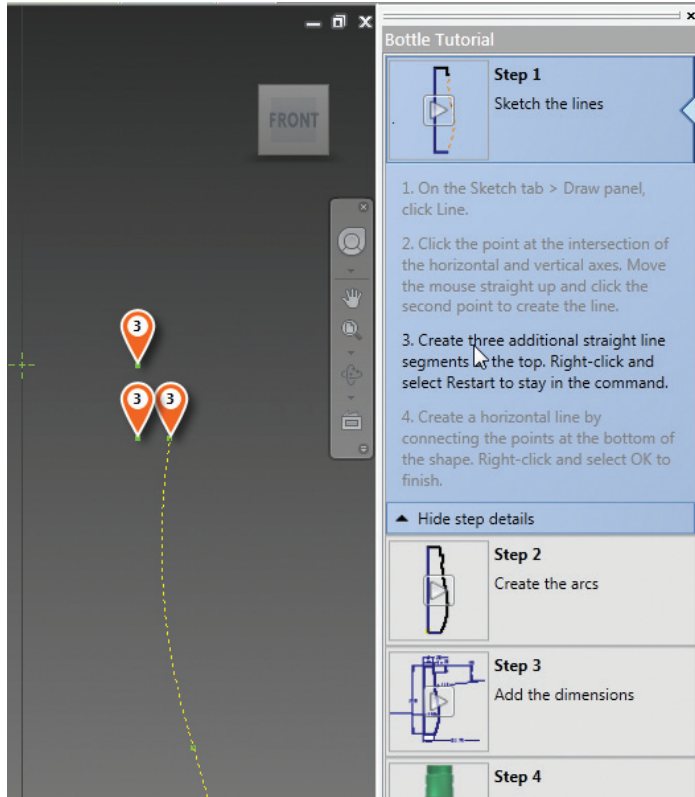 Bottle Tutorial
FRONT
3
3
3
Step 1
Sketch the lines
1. On the Sketch tab > Draw panel,
click Line.
2. Click the point at the intersection of
the horizontal and vertical axes. Move
the mouse straight up and click the
second point to create the line.
3. Create three additional straight line
segments the top. Right-click and
select Restart to stay in the command.
4. Create a horizontal line by
connecting the points at the bottom of
the shape. Right-click and select OK to
finish.
Hide step details
Step 2
Create the arcs
Step 3
Add the dimensions
Step 4